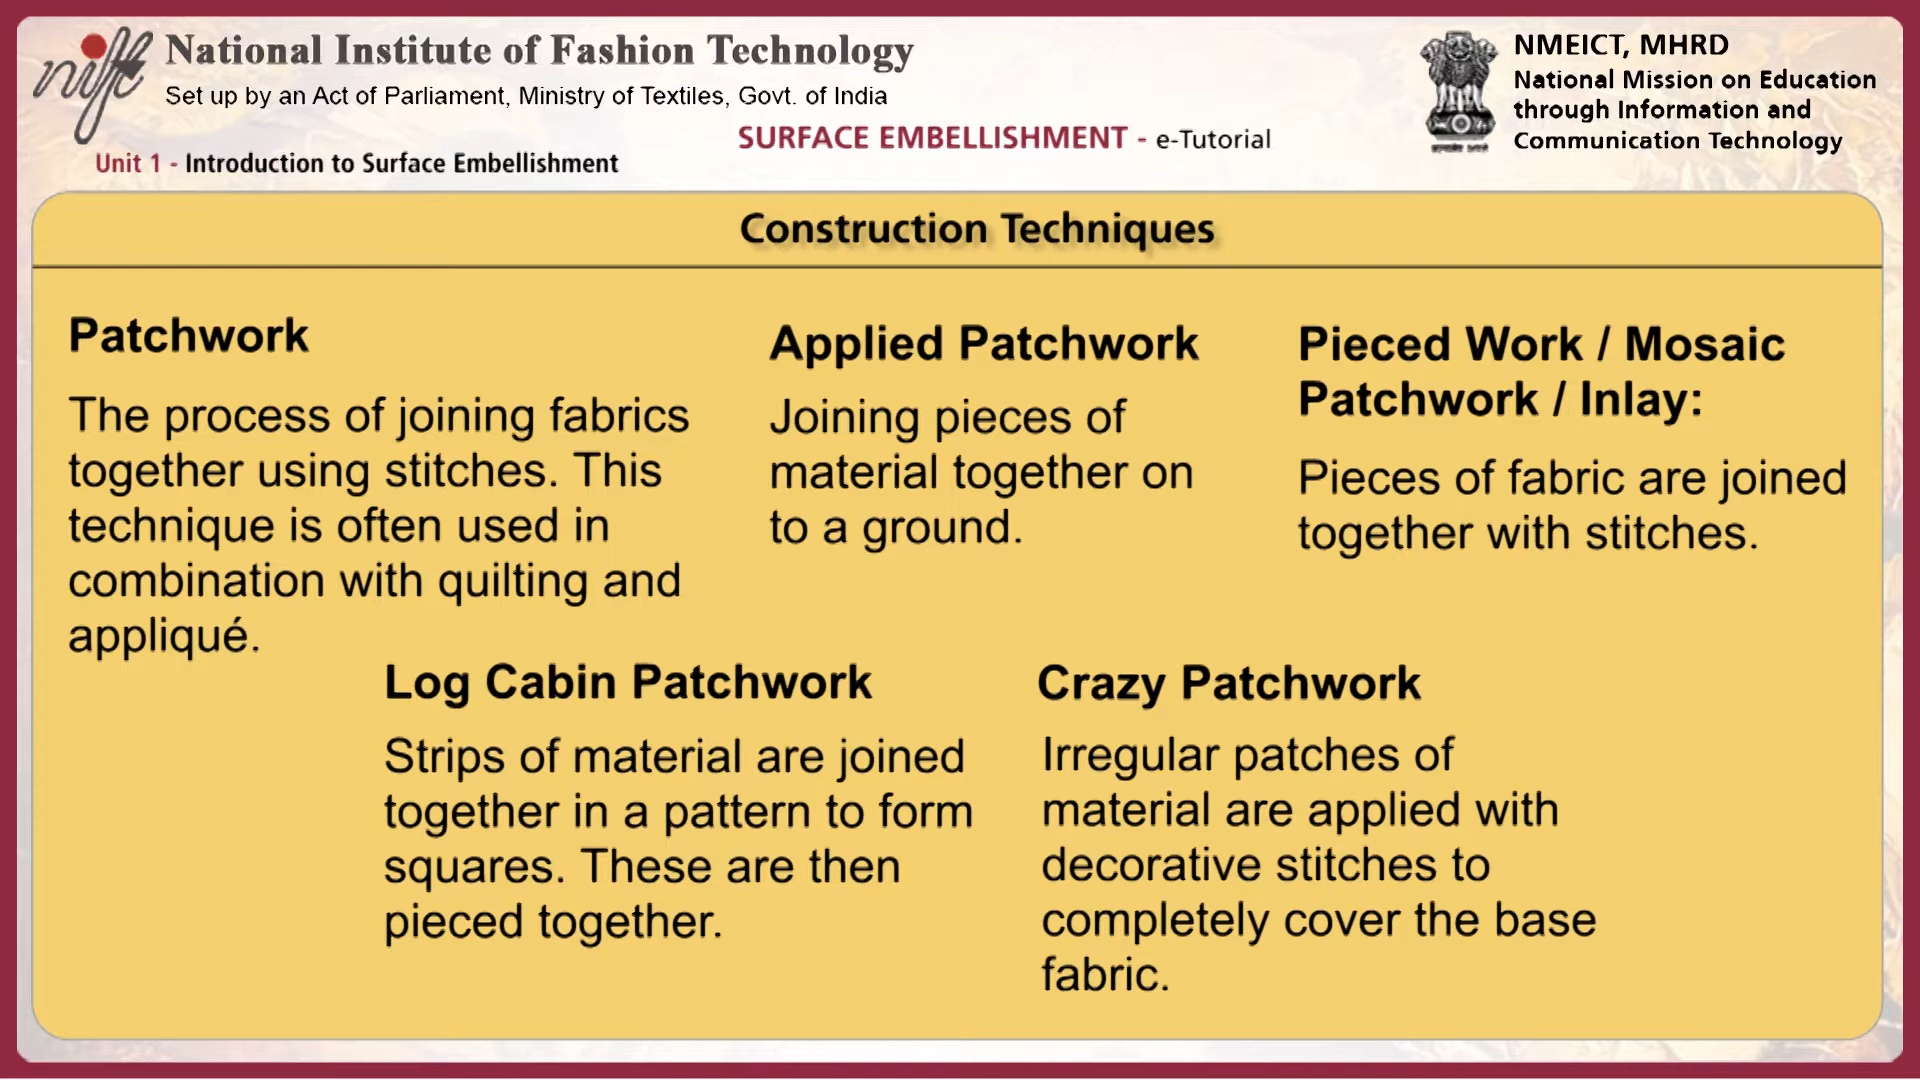 nift
National Institute of Fashion Technology
Set up by an Act of Parliament, Ministry of Textiles, Govt. of India
NMEICT, MHRD
National Mission on Education
through Information and
Communication Technology
SURFACE EMBELLISHMENT - e-Tutorial
Unit 1 - Introduction to Surface Embellishment
Construction Techniques
Patchwork
The process of joining fabrics
together using stitches. This
technique is often used in
combination with quilting and
appliqué.
Applied Patchwork
Joining pieces of
material together on
to a ground.
Pieced Work / Mosaic
Patchwork / Inlay:
Pieces of fabric are joined
together with stitches.
Log Cabin Patchwork
Strips of material are joined
together in a pattern to form
squares. These are then
pieced together.
Crazy Patchwork
Irregular patches of
material are applied with
decorative stitches to
completely cover the base
fabric.